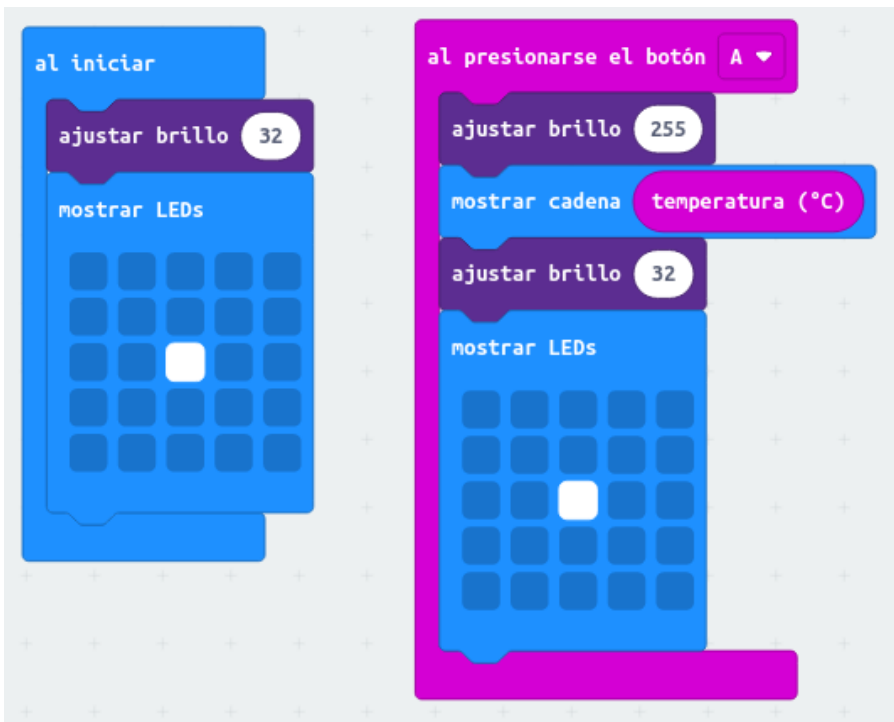 al iniciar
ajustar brillo 32
mostrar LEDs
al presionarse el botón A
ajustar brillo 255
mostrar cadena temperatura (°C)
ajustar brillo 32
mostrar LEDs